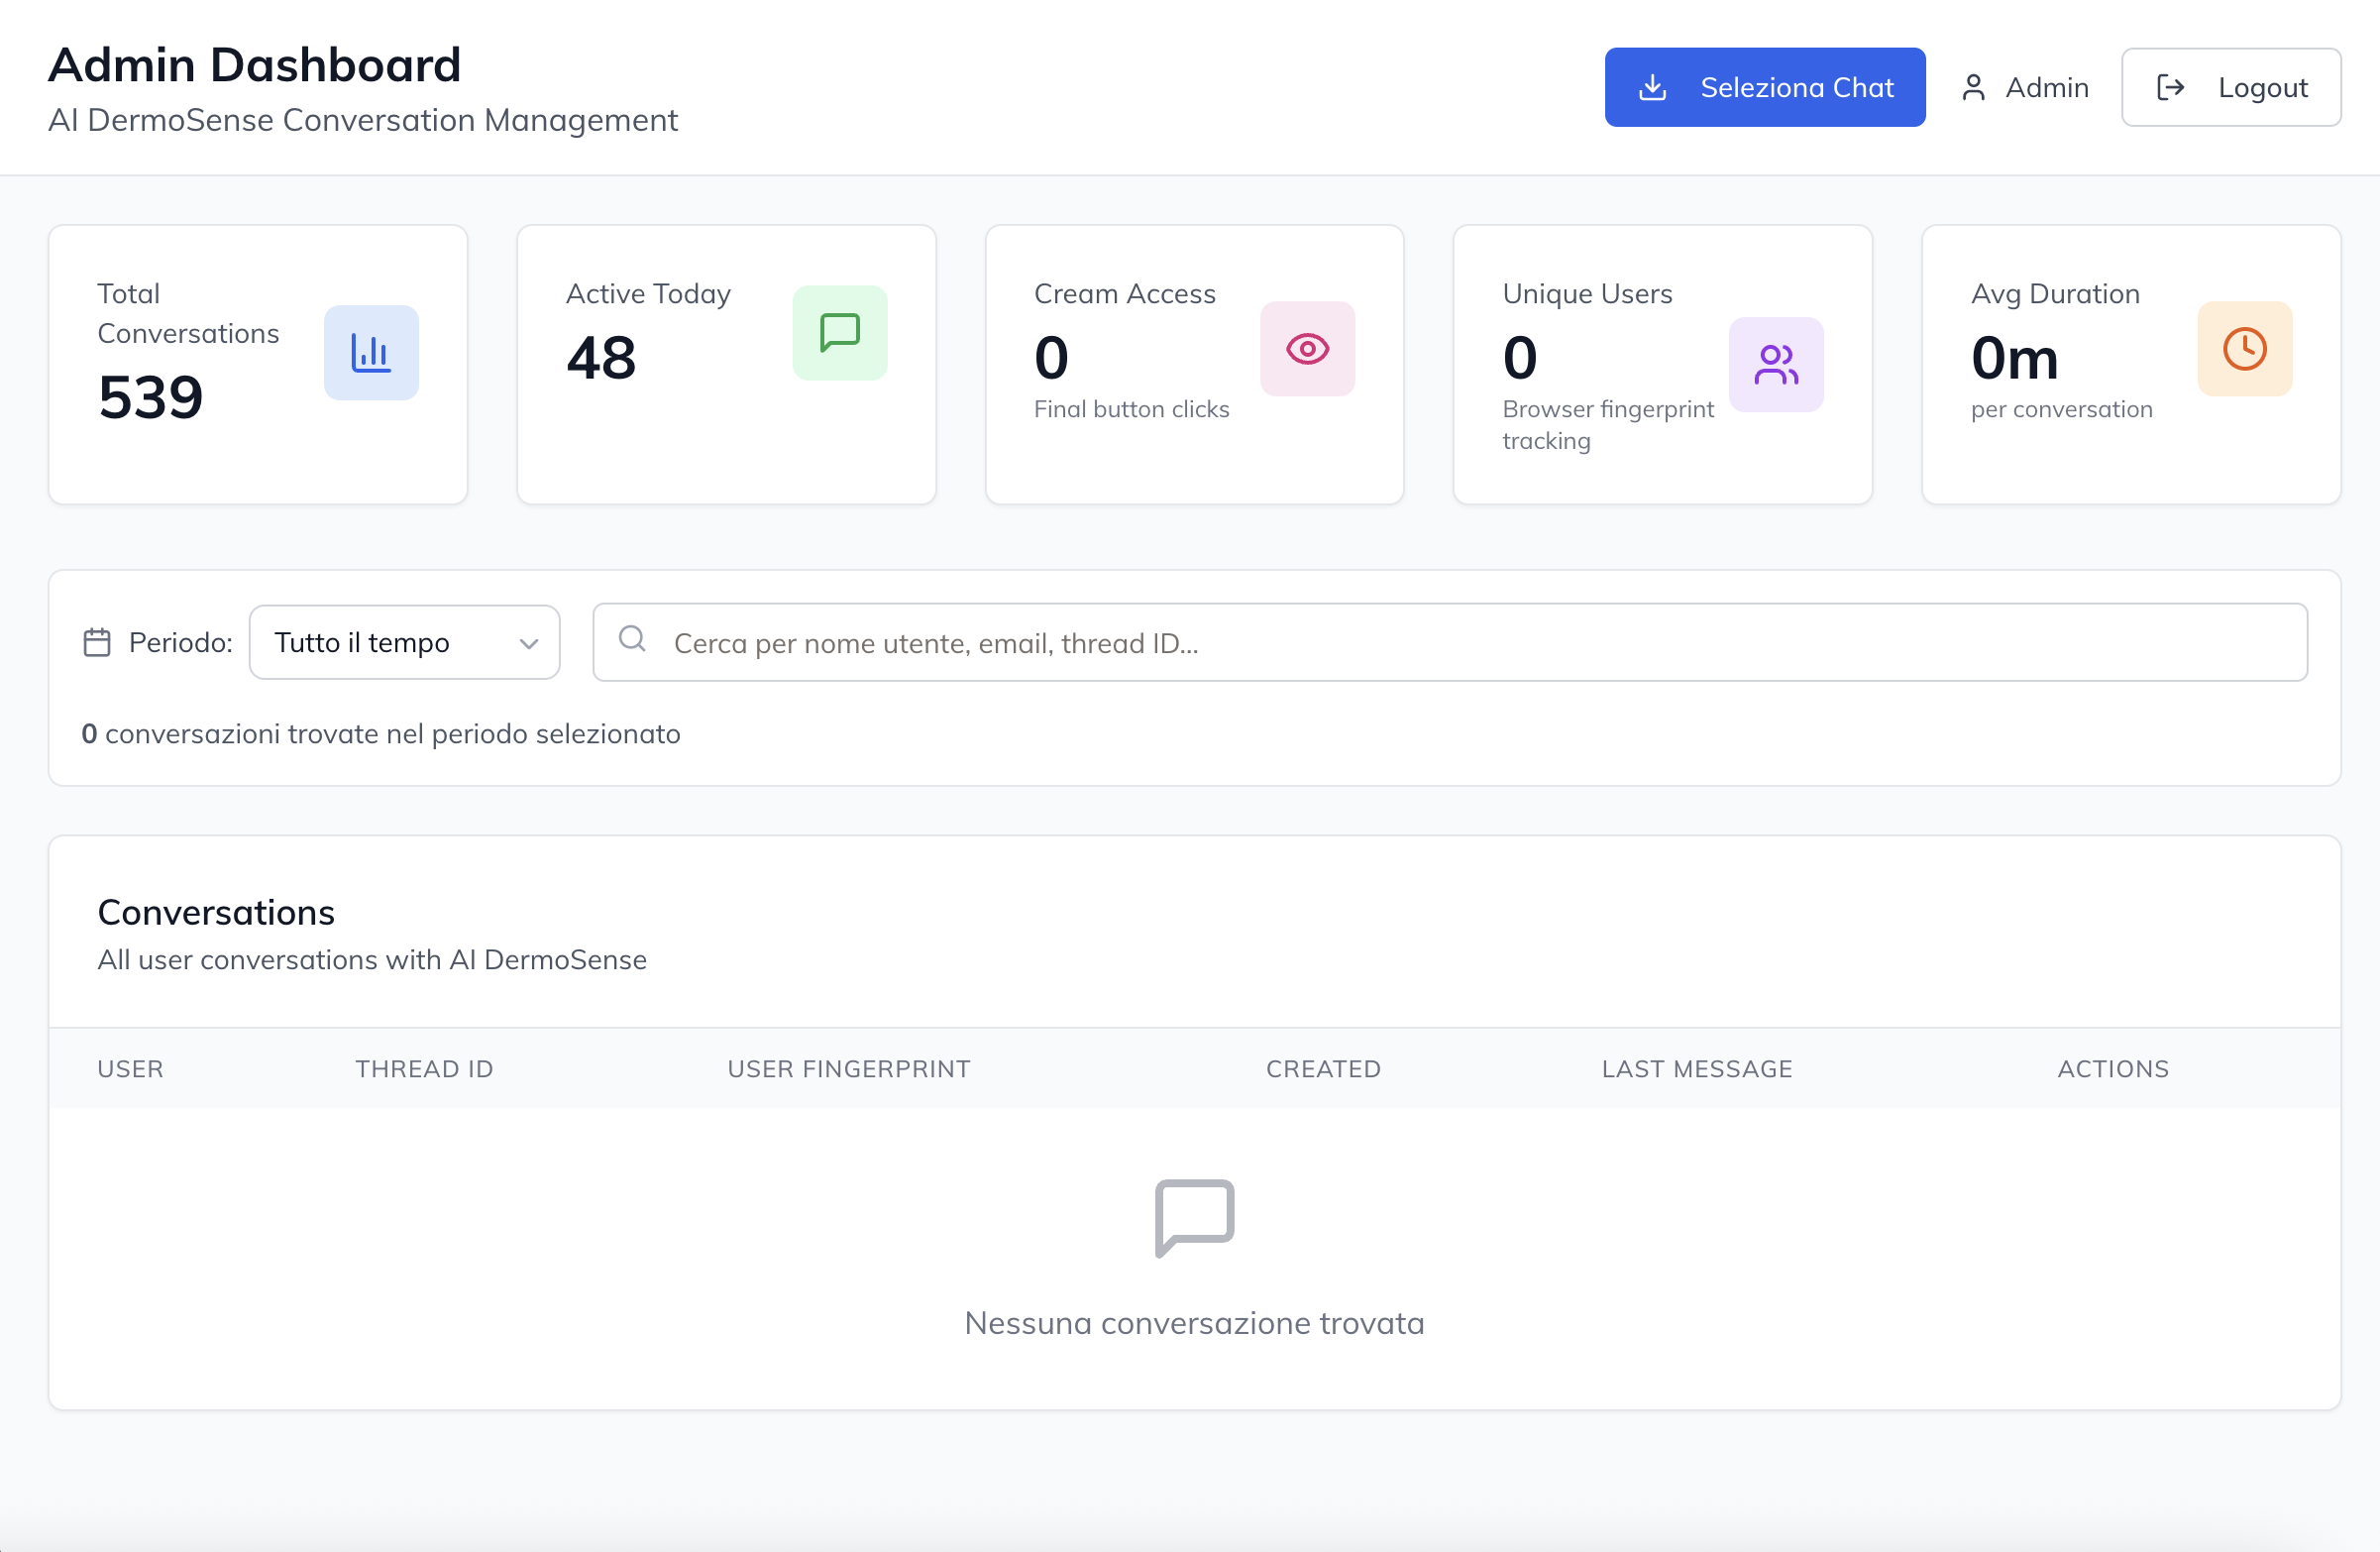 Admin Dashboard
AI DermoSense Conversation Management
Seleziona Chat
Admin
Logout
Total
Conversations
539
Active Today
48
Cream Access
0
Final button clicks
Unique Users
0
Browser fingerprint
tracking
Avg Duration
0m
per conversation
Periodo:
Tutto il tempo
Cerca per nome utente, email, thread ID...
0 conversazioni trovate nel periodo selezionato
Conversations
All user conversations with AI DermoSense
USER THREAD ID USER FINGERPRINT CREATED LAST MESSAGE ACTIONS
Nessuna conversazione trovata